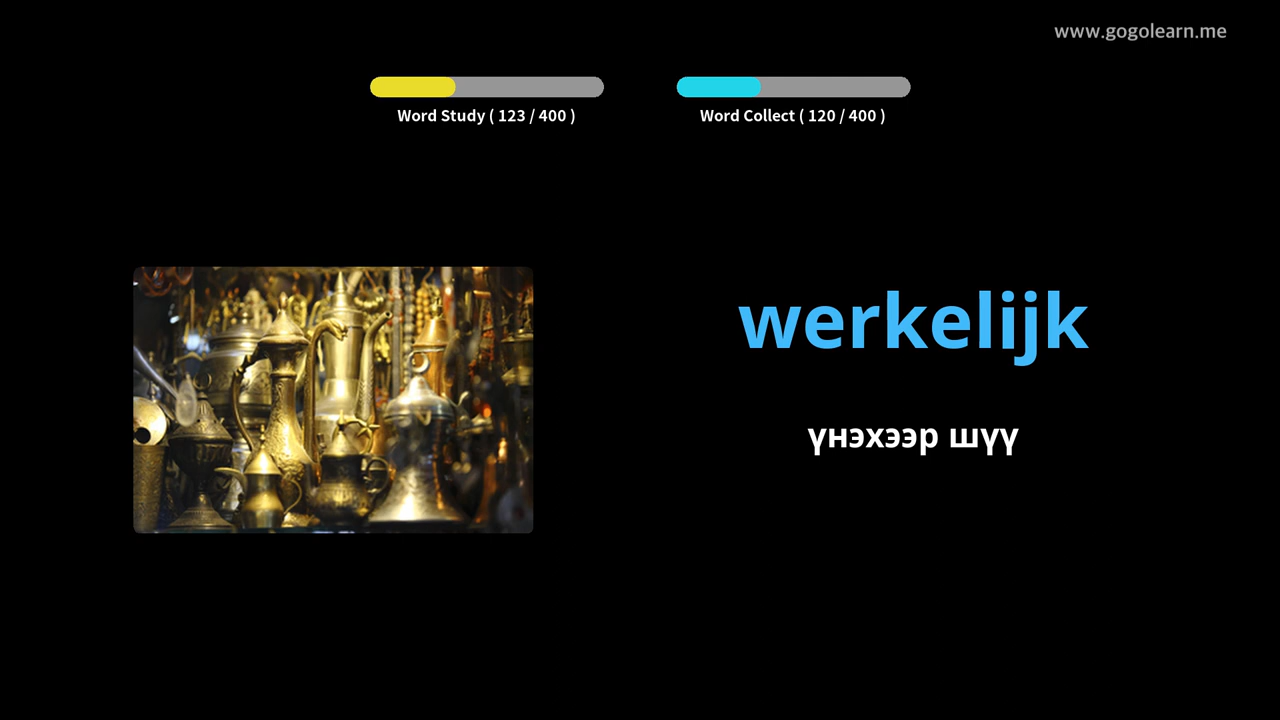 www.gogolearn.me
Word Study ( 123 / 400 )
Word Collect ( 120 / 400 )
werkelijk
үнэхээр шүү